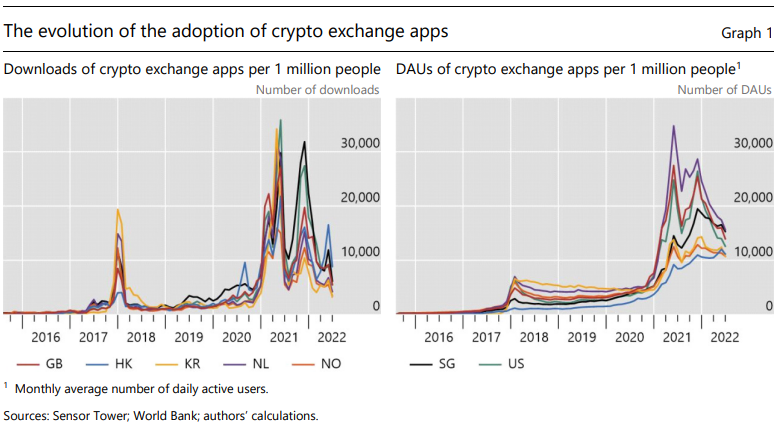 The evolution of the adoption of crypto exchange apps
Graph 1
Downloads of crypto exchange apps per 1 million people
Number of downloads
30,000
20,000
10,000
0
2016 2017 2018 2019 2020 2021 2022
DAUs of crypto exchange apps per 1 million people¹
Number of DAUs
30,000
20,000
10,000
0
2016 2017 2018 2019 2020 2021 2022
GB HK KR NL NO SG US
¹ Monthly average number of daily active users.
Sources: Sensor Tower; World Bank; authors’ calculations.